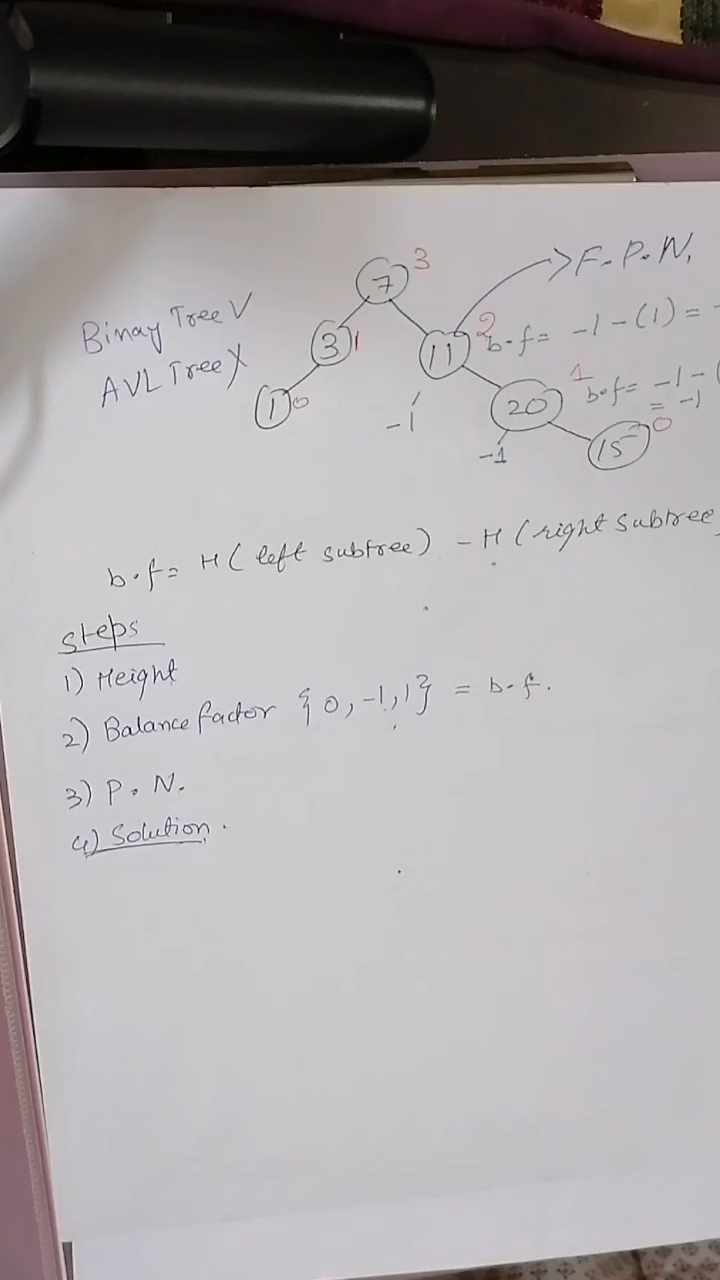 7 3
>F.P.N.
Binay Tree V
3 1
11 2 b.f = -1-(1) = -
AVL Tree X
1 0
-1
20 1 b.f = -1-(
= -1
-1
15 0
b.f = H(left subtree) - H(right subtree
steps
1) Height
2) Balance factor {0,-1,1} = b.f.
3) P.N.
4) Solution.